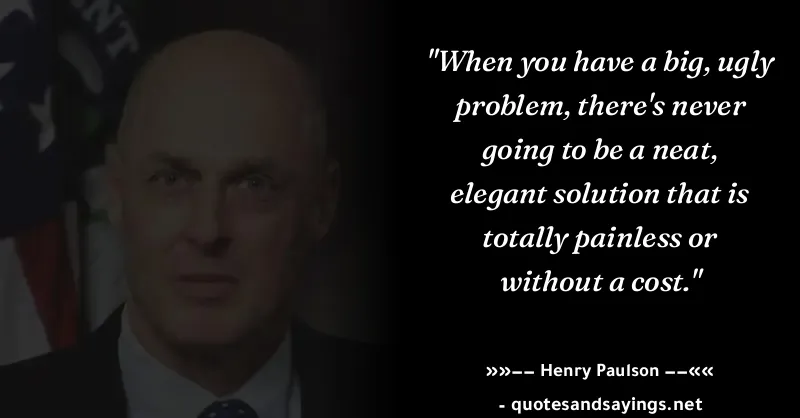 NT
"When you have a big, ugly
problem, there's never
going to be a neat,
elegant solution that is
totally painless or
without a cost."
»»-- Henry Paulson --««
- quotesandsayings.net